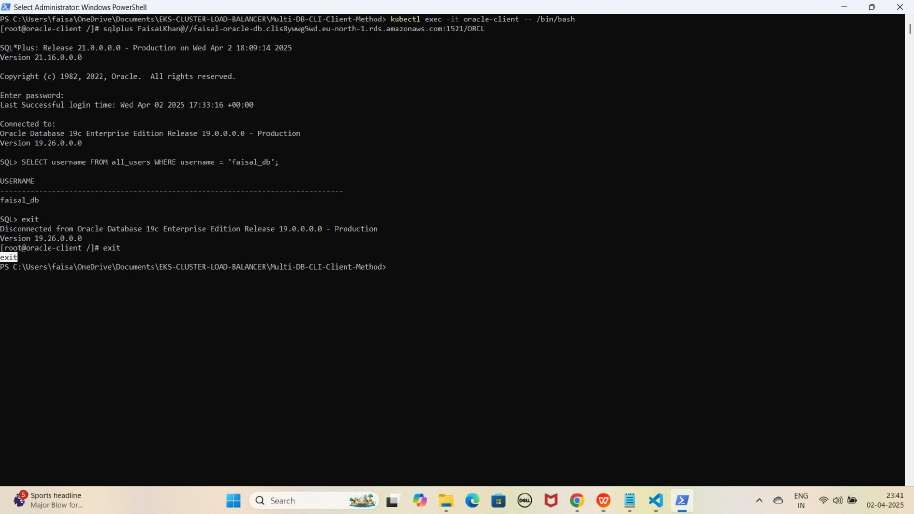 Select Administrator: Windows PowerShell
PS C:\Users\faisa\OneDrive\Documents\EKS-CLUSTER-LOAD-BALANCER\Multi-DB-CLI-Client-Method> kubectl exec -it oracle-client -- /bin/bash
[root@oracle-client /]# sqlplus FaisaLKhan@//faisal-oracle-db.clis8yuwg5wd.eu-north-1.rds.amazonaws.com:1521/ORCL
SQL*Plus: Release 21.0.0.0.0 - Production on Wed Apr 2 18:09:14 2025
Version 21.16.0.0.0
Copyright (c) 1982, 2022, Oracle.  All rights reserved.
Enter password:
Last Successful login time: Wed Apr 02 2025 17:33:16 +00:00
Connected to:
Oracle Database 19c Enterprise Edition Release 19.0.0.0.0 - Production
Version 19.26.0.0.0
SQL> SELECT username FROM all_users WHERE username = 'faisal_db';
USERNAME
--------------------------------------------------------------------------------
faisal_db
SQL> exit
Disconnected from Oracle Database 19c Enterprise Edition Release 19.0.0.0.0 - Production
Version 19.26.0.0.0
[root@oracle-client /]# exit
exit
PS C:\Users\faisa\OneDrive\Documents\EKS-CLUSTER-LOAD-BALANCER\Multi-DB-CLI-Client-Method>
5
Sports headline
Major Blow for...
Search
DELL
ENG
IN
23:41
02-04-2025